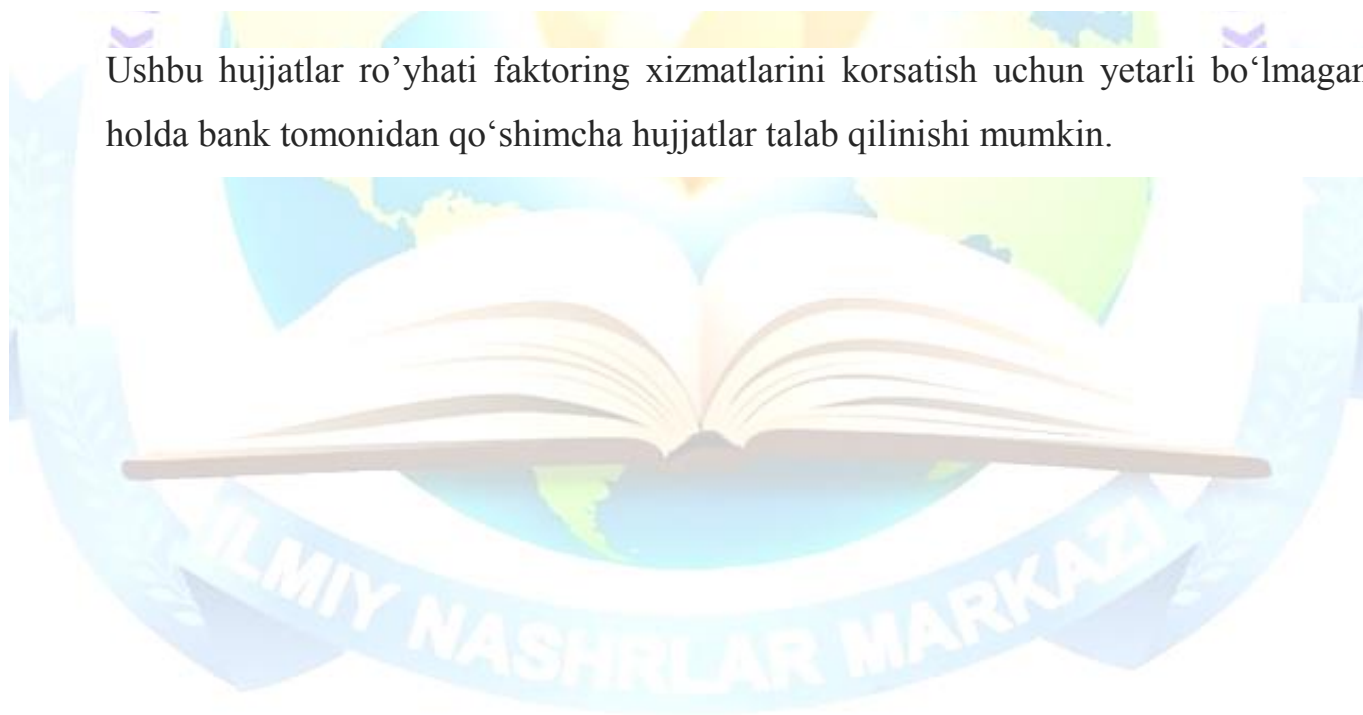 Ushbu hujjatlar ro’yhati faktoring xizmatlarini korsatish uchun yetarli bo‘lmagan
holda bank tomonidan qo‘shimcha hujjatlar talab qilinishi mumkin.
ILMIY NASHRLAR MARKAZI